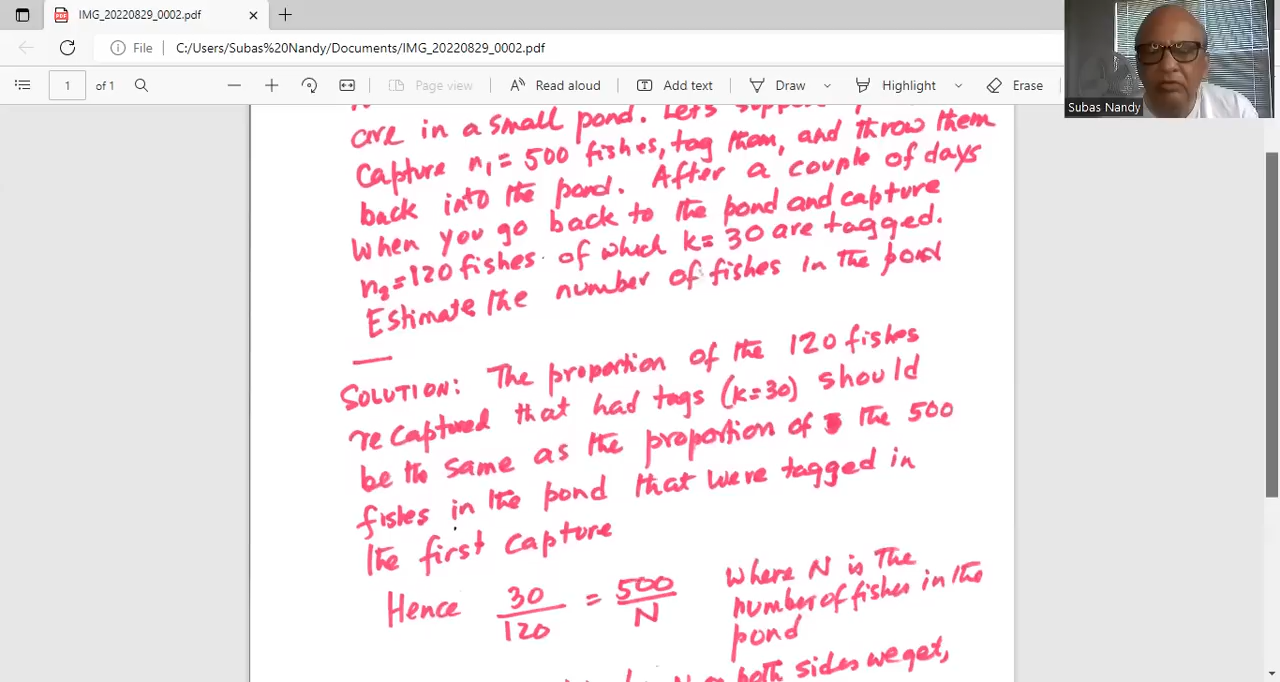 IMG_20220829_0002.pdf
File C:/Users/Subas%20Nandy/Documents/IMG_20220829_0002.pdf
1 of 1 Page view Read aloud Add text Draw Highlight Erase
Subas Nandy
are in a small pond. Let's
Capture n1 = 500 fishes, tag them, and throw them
back into the pond. After a couple of days
When you go back to the pond and capture
n2=120 fishes. of which k= 30 are tagged.
Estimate the number of fishes in the pond
SOLUTION: The proportion of the 120 fishes
recaptured that had tags (k=30) should
be the same as the proportion of the 500
fishes in the pond that were tagged in
the first capture
Hence 30/120 = 500/N where N is the
number of fishes in the
pond
N on both sides we get,